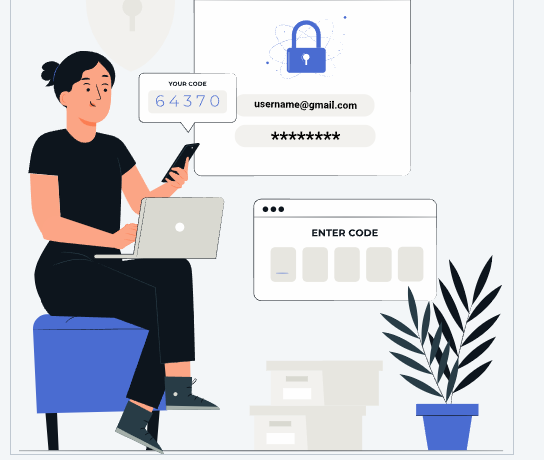 YOUR CODE
64370
username@gmail.com
********
ENTER CODE